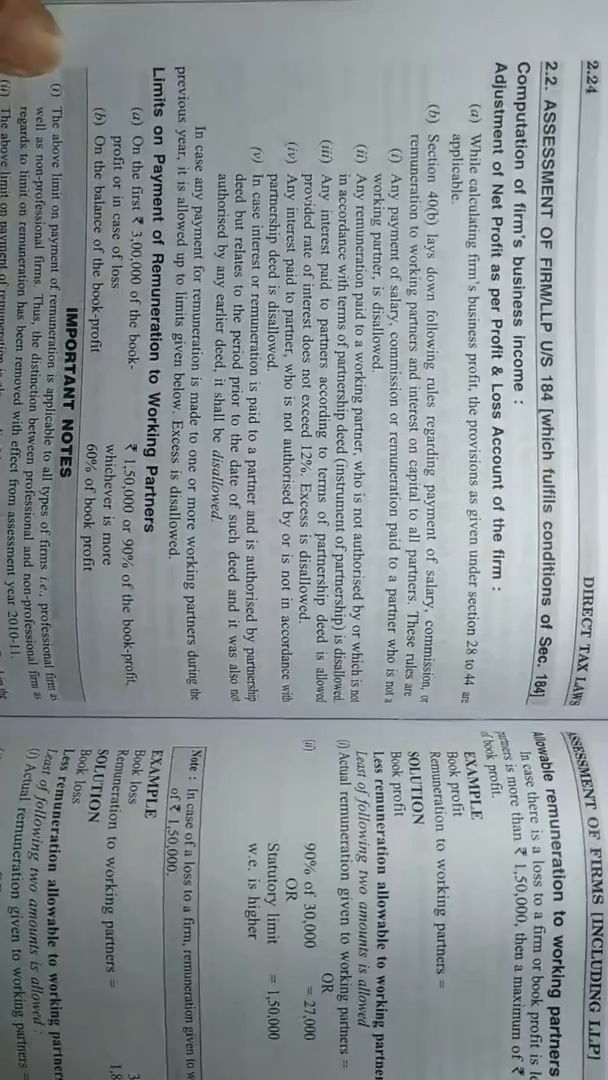 2.24
DIRECT TAX LAWS
2.2. ASSESSMENT OF FIRM/LLP U/S 184 [which fulfils conditions of Sec. 184]
Computation of firm's business income :
Adjustment of Net Profit as per Profit & Loss Account of the firm :
(a) While calculating firm's business profit, the provisions as given under section 28 to 44 are
applicable.
(b) Section 40(b) lays down following rules regarding payment of salary, commission, or
remuneration to working partners and interest on capital to all partners. These rules are
(i) Any payment of salary, commission or remuneration paid to a partner who is not a
working partner, is disallowed.
(ii) Any remuneration paid to a working partner, who is not authorised by or which is not
in accordance with terms of partnership deed (instrument of partnership) is disallowed.
(iii) Any interest paid to partners according to terms of partnership deed is allowed
provided rate of interest does not exceed 12%. Excess is disallowed.
(iv) Any interest paid to partner, who is not authorised by or is not in accordance with
partnership deed is disallowed.
(v) In case interest or remuneration is paid to a partner and is authorised by partnership
deed but relates to the period prior to the date of such deed and it was also not
authorised by any earlier deed, it shall be disallowed.
In case any payment for remuneration is made to one or more working partners during the
previous year, it is allowed up to limits given below. Excess is disallowed.
Limits on Payment of Remuneration to Working Partners
(a) On the first ₹ 3,00,000 of the book- ₹ 1,50,000 or 90% of the book-profit,
profit or in case of loss whichever is more
(b) On the balance of the book-profit 60% of book profit
IMPORTANT NOTES
(i) The above limit on payment of remuneration is applicable to all types of firms i.e., professional firm as
well as non-professional firms. Thus, the distinction between professional and non-professional firm as
regards to limit on remuneration has been removed with effect from assessment year 2010-11.
(ii) The above limit on payment of remuneration is
ASSESSMENT OF FIRMS [INCLUDING LLP]
Allowable remuneration to working partners
In case there is a loss to a firm or book profit is
partners is more than ₹ 1,50,000, then a maximum of ₹
of book profit.
EXAMPLE
Book profit
Remuneration to working partners =
SOLUTION
Book profit
Less remuneration allowable to working partner
Least of following two amounts is allowed
(i) Actual remuneration given to working partners =
OR
(ii) 90% of 30,000 = 27,000
OR
Statutory limit = 1,50,000
w.e. is higher
Note : In case of a loss to a firm, remuneration given to w
of ₹ 1,50,000.
EXAMPLE
Book loss 3
Remuneration to working partners = 1,8
SOLUTION
Book loss
Less remuneration allowable to working partners
Least of following two amounts is allowed :
(i) Actual remuneration given to working partners =